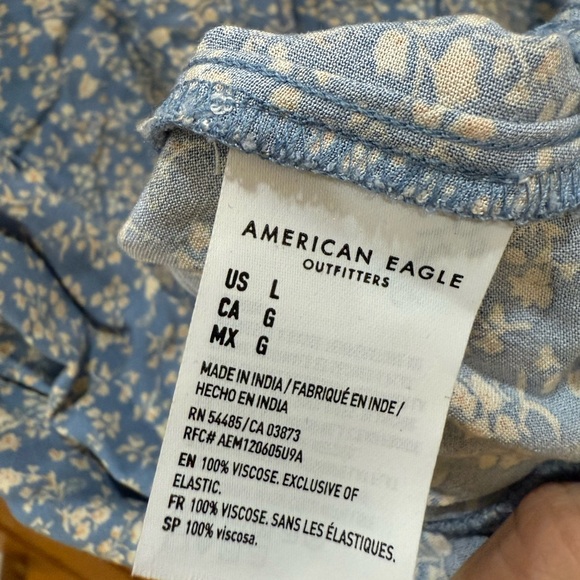 AMERICAN EAGLE
OUTFITTERS
US L
CA G
MX G
MADE IN INDIA / FABRIQUÉ EN INDE /
HECHO EN INDIA
RN 54485 / CA 03873
RFC# AEM120605U9A
EN 100% VISCOSE. EXCLUSIVE OF
ELASTIC.
FR 100% VISCOSE. SANS LES ÉLASTIQUES.
SP 100% viscosa.